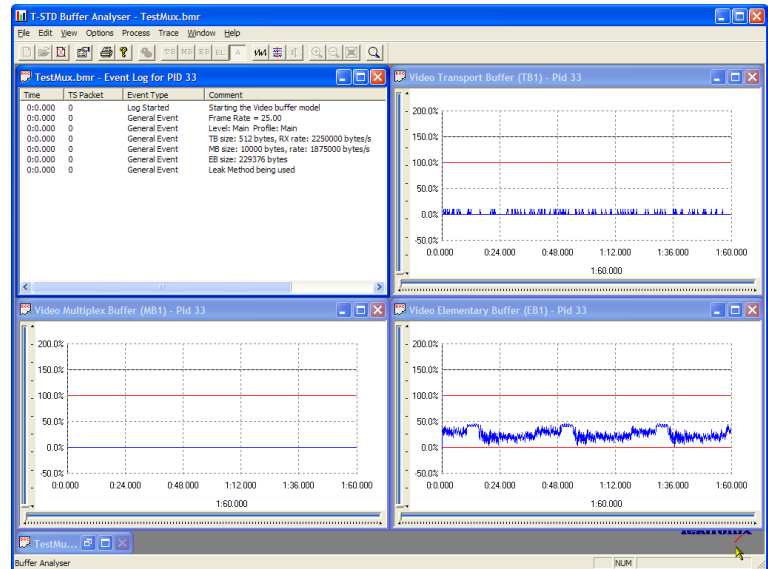 T-STD Buffer Analyser - TestMux.bmr
File Edit View Options Process Trace Window Help
TB MB EB EL A
TestMux.bmr - Event Log for PID 33
Time TS Packet Event Type Comment
0:0.000 0 Log Started Starting the Video buffer model
0:0.000 0 General Event Frame Rate = 25.00
0:0.000 0 General Event Level: Main Profile: Main
0:0.000 0 General Event TB size: 512 bytes, RX rate: 2250000 bytes/s
0:0.000 0 General Event MB size: 10000 bytes, rate: 1875000 bytes/s
0:0.000 0 General Event EB size: 229376 bytes
0:0.000 0 General Event Leak Method being used
Video Transport Buffer (TB1) - Pid 33
200.0%
150.0%
100.0%
50.0%
0.0%
-50.0%
0:0.000 0:24.000 0:48.000 1:12.000 1:36.000 1:60.000
1:60.000
Video Multiplex Buffer (MB1) - Pid 33
200.0%
150.0%
100.0%
50.0%
0.0%
-50.0%
0:0.000 0:24.000 0:48.000 1:12.000 1:36.000 1:60.000
1:60.000
Video Elementary Buffer (EB1) - Pid 33
200.0%
150.0%
100.0%
50.0%
0.0%
-50.0%
0:0.000 0:24.000 0:48.000 1:12.000 1:36.000 1:60.000
1:60.000
TestMu...
Buffer Analyser
NUM